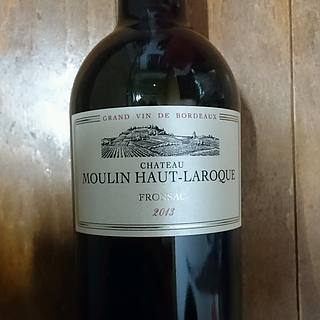 GRAND VIN DE BORDEAUX
CHATEAU
MOULIN HAUT-LAROQUE
FRONSAC
2013